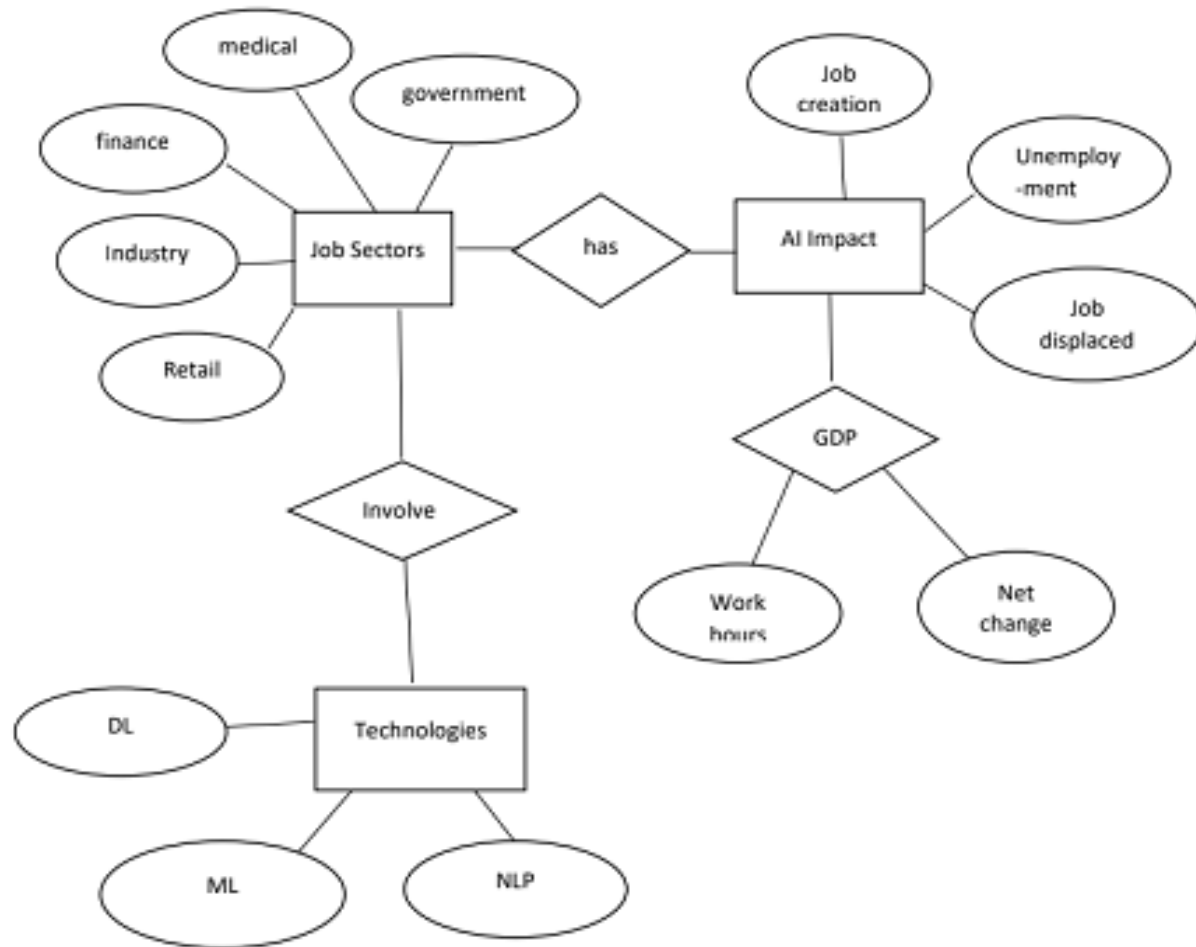 medical
government
finance
Industry
Retail
Job Sectors
has
Job
creation
Unemploy
-ment
AI Impact
Job
displaced
GDP
Work
hours
Net
change
Involve
Technologies
DL
ML
NLP